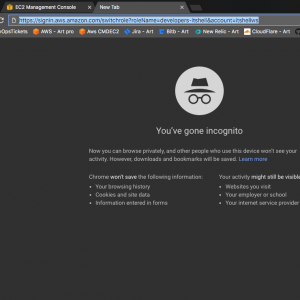 EC2 Management Console
New Tab
https://signin.aws.amazon.com/switchrole?roleName=developers-itshell&account=itshellws
OpsTickets AWS - Art pro AWS CMDEC2 Jira - Art Bitb - Art New Relic - Art CloudFlare - Art
You've gone incognito
Now you can browse privately, and other people who use this device won't see your
activity. However, downloads and bookmarks will be saved. Learn more
Chrome won't save the following information:
• Your browsing history
• Cookies and site data
• Information entered in forms
Your activity might still be visible
• Websites you visit
• Your employer or school
• Your internet service provider